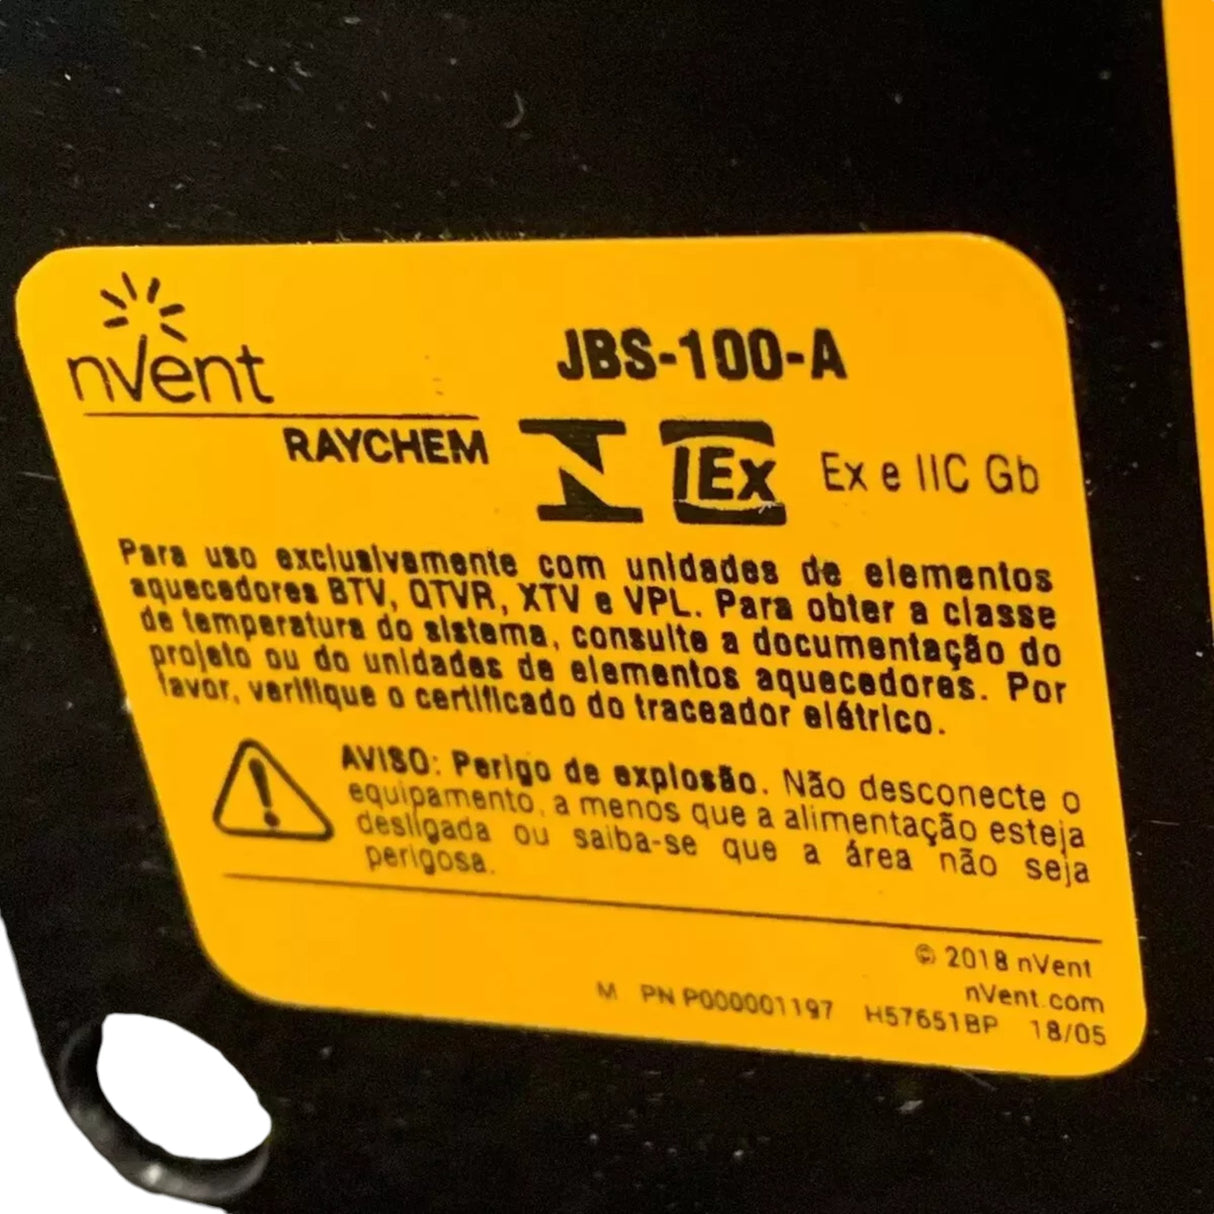 nVent
JBS-100-A
RAYCHEM
IEx
Ex e IIC Gb
Para uso exclusivamente com unidades de elementos
aquecedores BTV, QTVR, XTV e VPL. Para obter a classe
de temperatura do sistema, consulte a documentação do
projeto ou do unidades de elementos aquecedores. Por
favor, verifique o certificado do traceador elétrico.
AVISO: Perigo de explosão. Não desconecte o
equipamento, a menos que a alimentação esteja
desligada ou saiba-se que a área não seja
perigosa.
© 2018 nVent
nVent.com
M PN P000001197 H57651BP 18/05